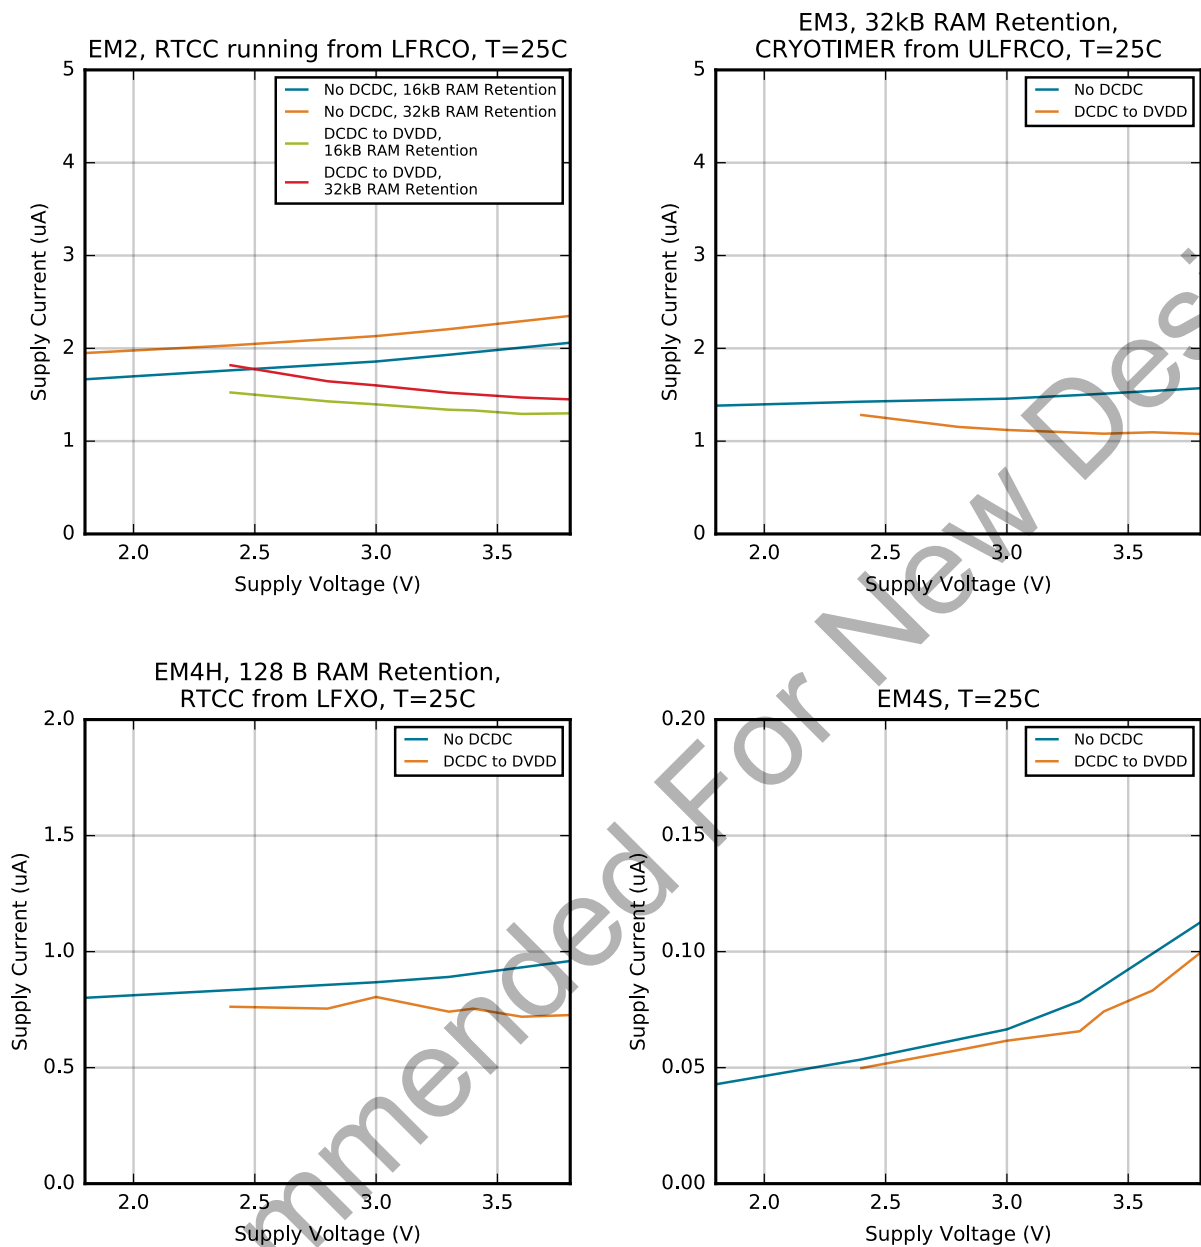 EM2, RTCC running from LFRCO, T=25C
5
4
3
2
1
0
Supply Current (uA)
No DCDC, 16kB RAM Retention
No DCDC, 32kB RAM Retention
DCDC to DVDD,
16kB RAM Retention
DCDC to DVDD,
32kB RAM Retention
2.0 2.5 3.0 3.5
Supply Voltage (V)
EM3, 32kB RAM Retention,
CRYOTIMER from ULFRCO, T=25C
5
4
3
2
1
0
Supply Current (uA)
No DCDC
DCDC to DVDD
2.0 2.5 3.0 3.5
Supply Voltage (V)
EM4H, 128 B RAM Retention,
RTCC from LFXO, T=25C
2.0
1.5
1.0
0.5
0.0
Supply Current (uA)
No DCDC
DCDC to DVDD
2.0 2.5 3.0 3.5
Supply Voltage (V)
EM4S, T=25C
0.20
0.15
0.10
0.05
0.00
Supply Current (uA)
No DCDC
DCDC to DVDD
2.0 2.5 3.0 3.5
Supply Voltage (V)
mmended For New Desi